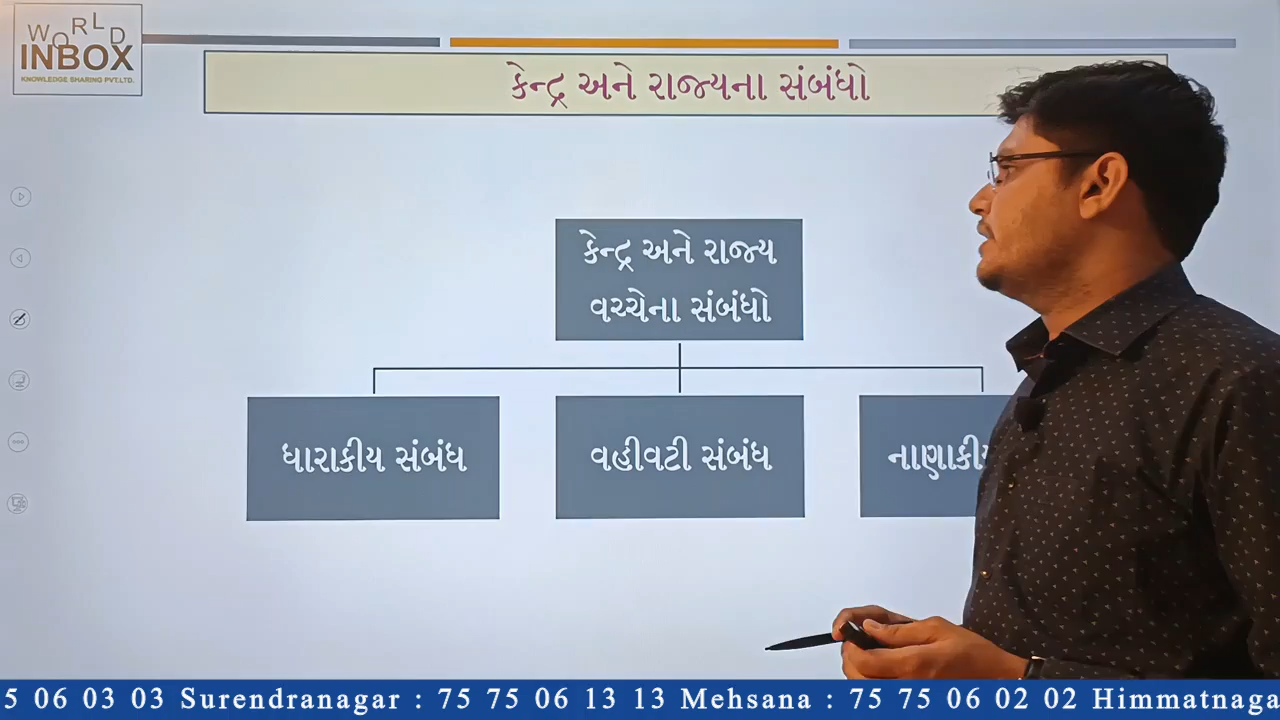 WORLD
INBOX
KNOWLEDGE SHARING PVT.LTD.
કેન્દ્ર અને રાજ્યના સંબંધો
કેન્દ્ર અને રાજ્ય
વચ્ચેના સંબંધો
ધારાકીય સંબંધ
વહીવટી સંબંધ
5 06 03 03 Surendranagar : 75 75 06 13 13 Mehsana : 75 75 06 02 02 Himmatnaga